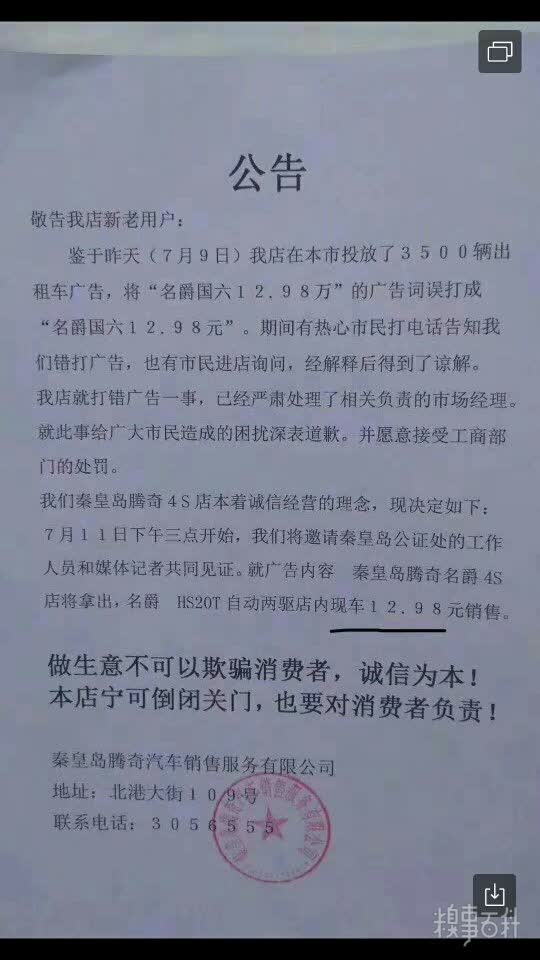 公告
敬告我店新老用户：
鉴于昨天（7月9日）我店在本市投放了3500辆出
租车广告，将“名爵国六12.98万”的广告词误打成
“名爵国六12.98元”。期间有热心市民打电话告知我
们错打广告，也有市民进店询问，经解释后得到了谅解。
我店就打错广告一事，已经严肃处理了相关负责的市场经理。
就此事给广大市民造成的困扰深表道歉。并愿意接受工商部
门的处罚。
我们秦皇岛腾奇4S店本着诚信经营的理念，现决定如下：
7月11日下午三点开始，我们将邀请秦皇岛公证处的工作
人员和媒体记者共同见证。就广告内容 秦皇岛腾奇名爵4S
店将拿出，名爵 HS20T自动两驱店内现车12.98元销售。
做生意不可以欺骗消费者，诚信为本！
本店宁可倒闭关门，也要对消费者负责！
秦皇岛腾奇汽车销售服务有限公司
地址：北港大街109号
联系电话：3056555
糗事百科